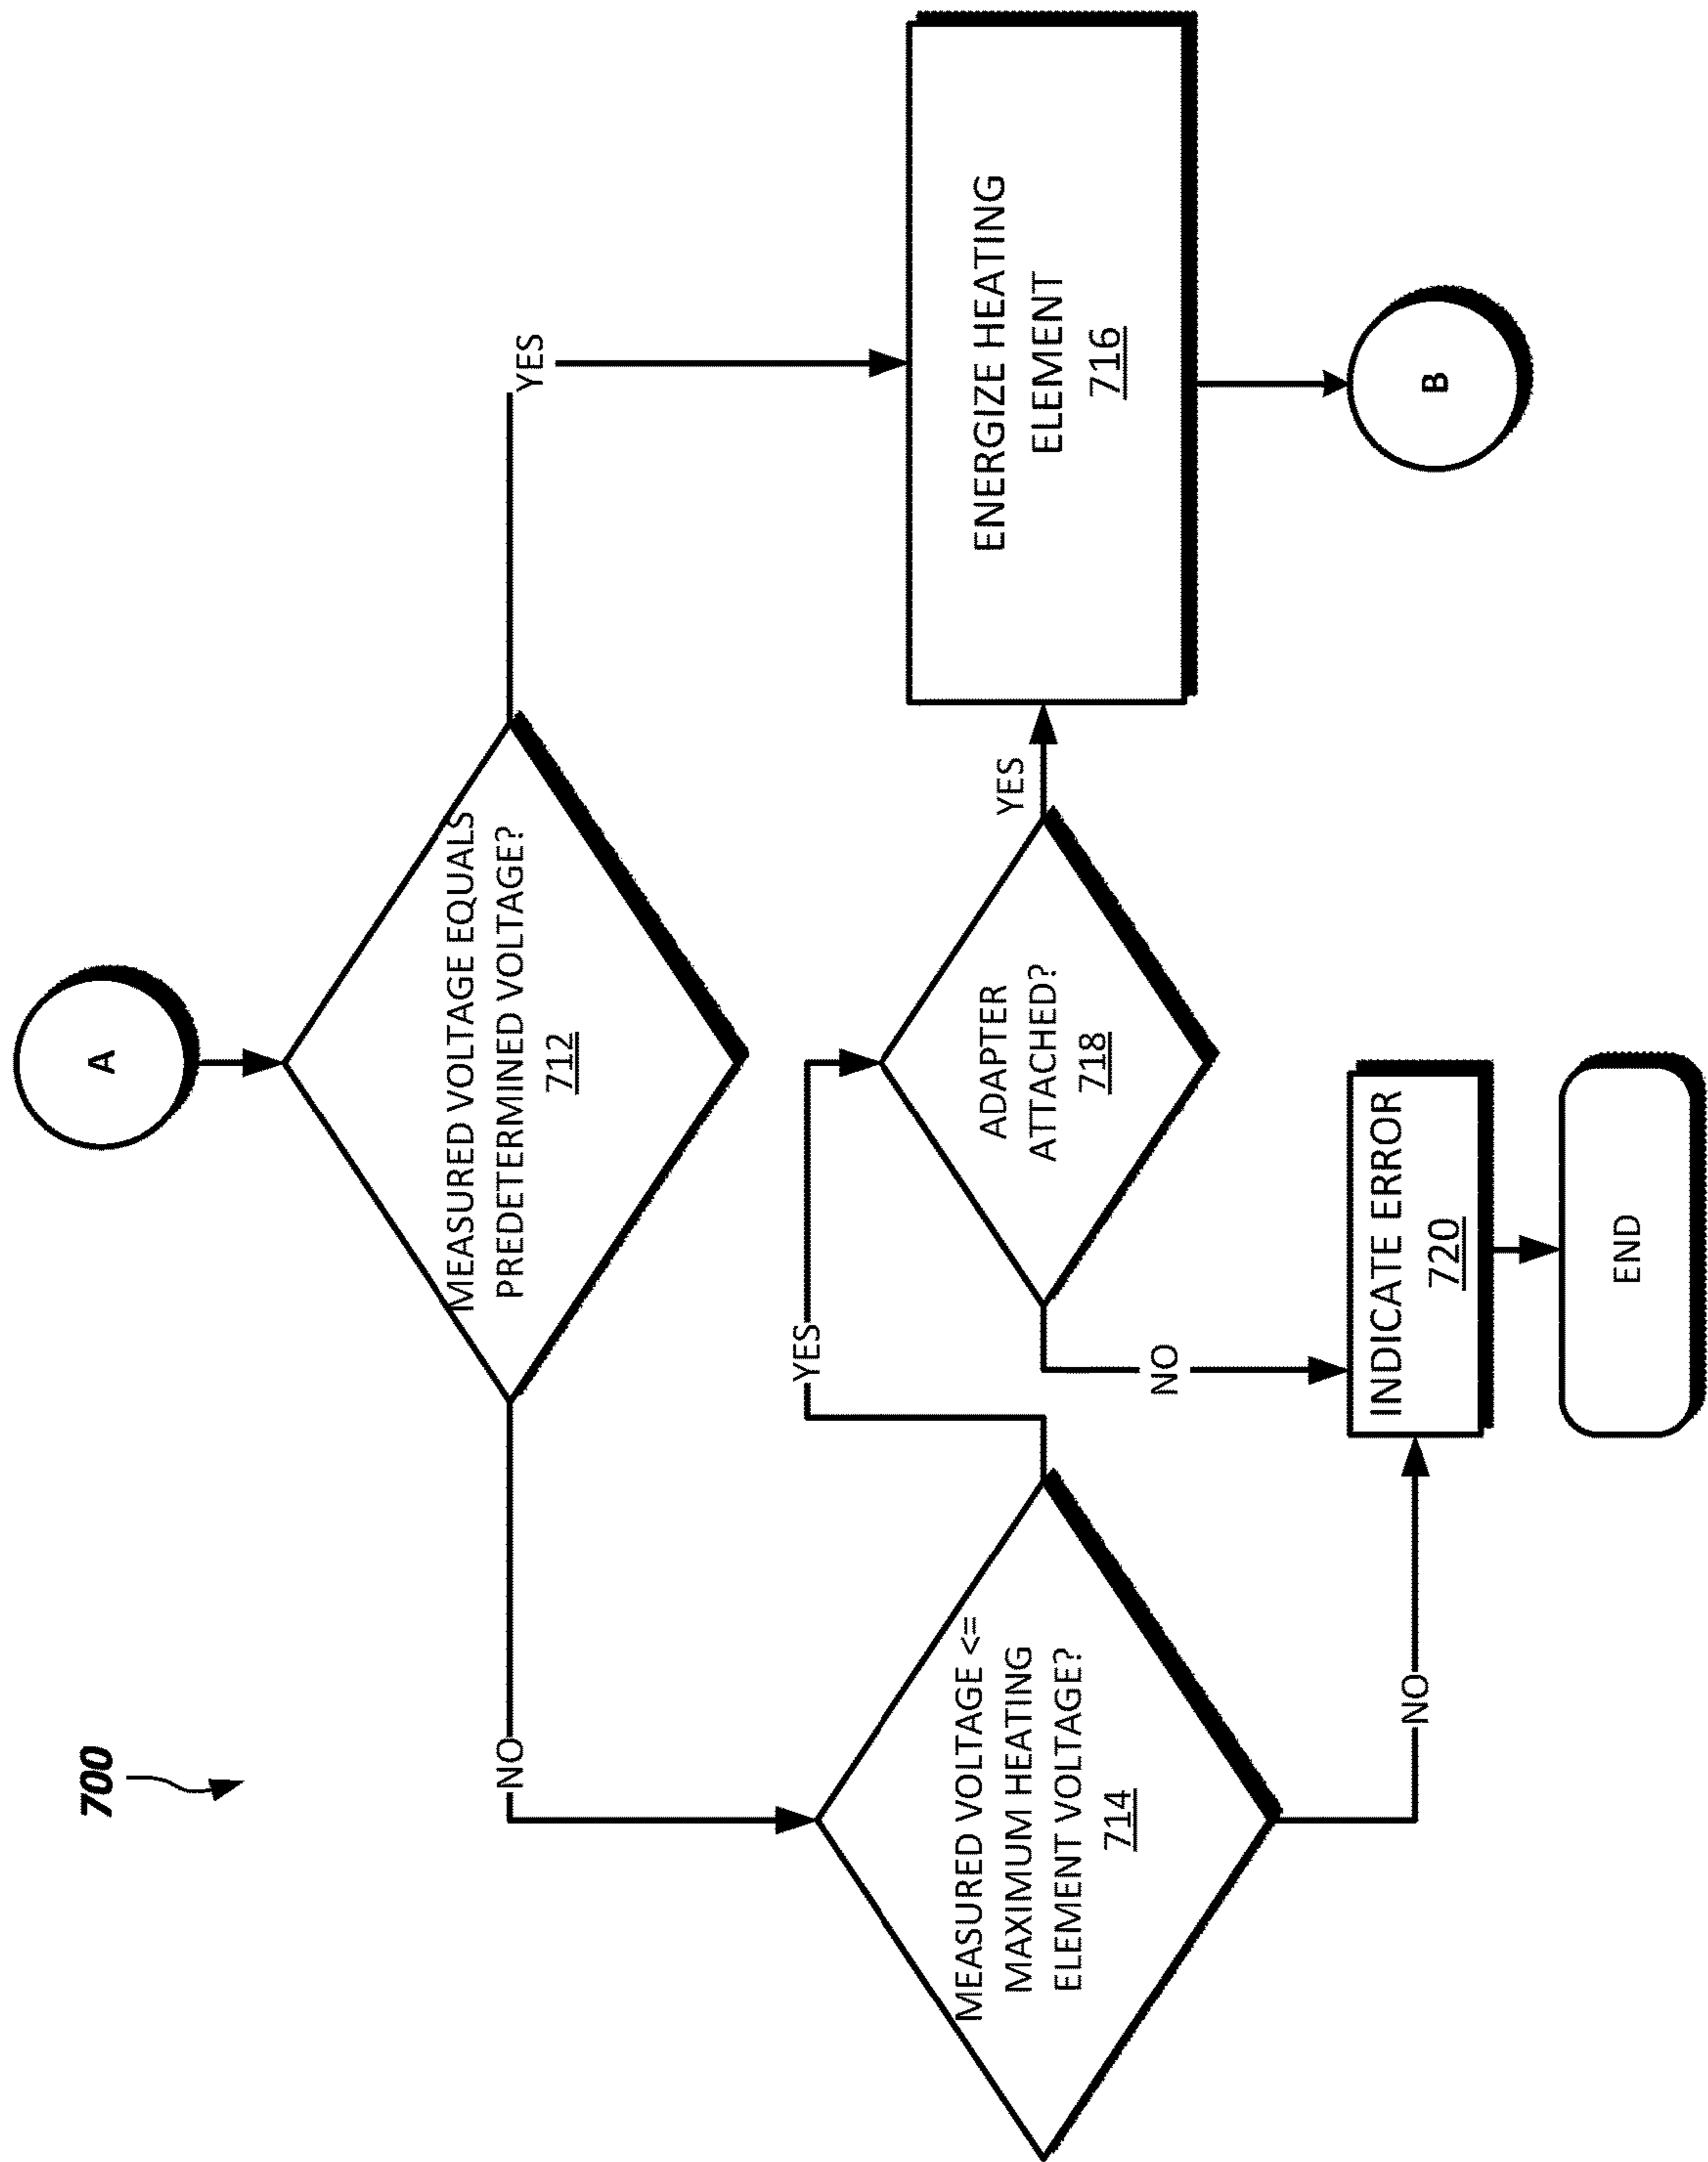 700
A
MEASURED VOLTAGE EQUALS
PREDETERMINED VOLTAGE?
712
NO
YES
YES
MEASURED VOLTAGE <=
MAXIMUM HEATING
ELEMENT VOLTAGE?
714
ADAPTER
ATTACHED?
718
YES
ENERGIZE HEATING
ELEMENT
716
NO
NO
INDICATE ERROR
720
B
END